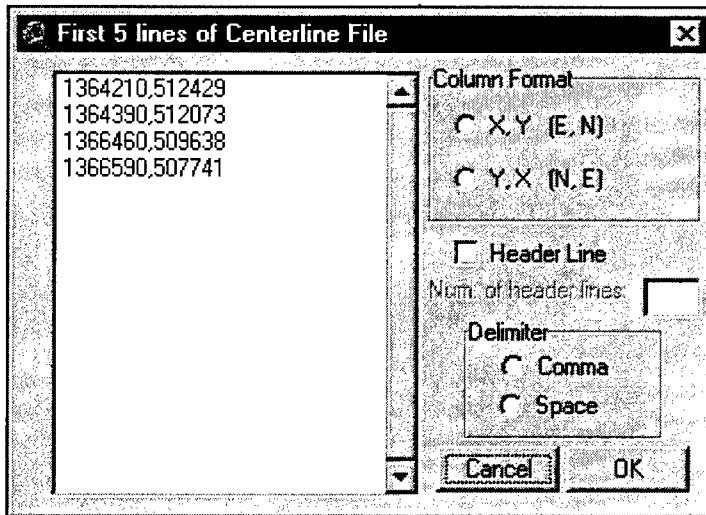 First 5 lines of Centerline File
1364210,512429
1364390,512073
1366460,509638
1366590,507741
Column Format
X,Y (E,N)
Y,X (N,E)
Header Line
Num. of header lines:
Delimiter
Comma
Space
Cancel
OK